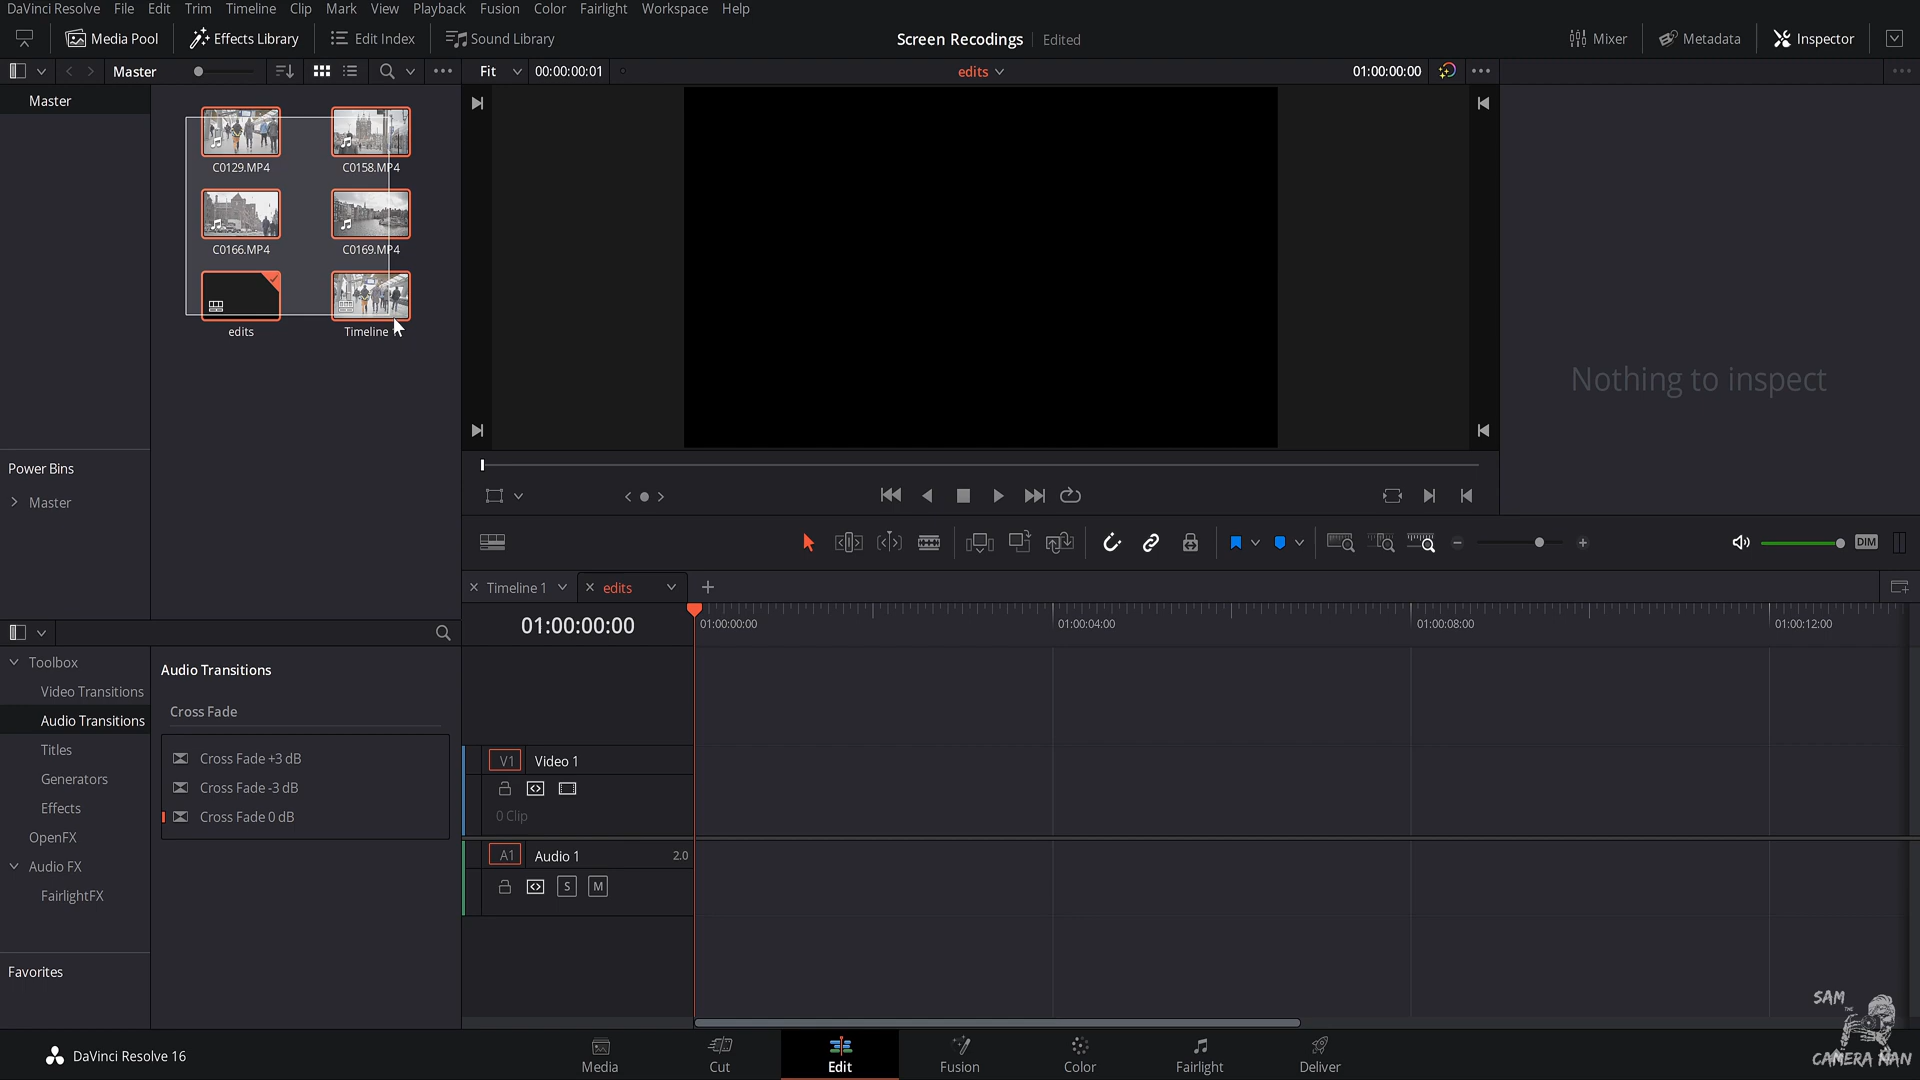 DaVinci Resolve File Edit Trim Timeline Clip Mark View Playback Fusion Color Fairlight Workspace Help
Media Pool Effects Library Edit Index Sound Library Screen Recodings Edited Mixer Metadata Inspector
Master Fit 00:00:00:01 edits 01:00:00:00
Master
C0129.MP4 C0158.MP4
C0166.MP4 C0169.MP4
edits Timeline
Nothing to inspect
Power Bins
Master
DIM
Timeline 1 edits
01:00:00:00 01:00:00:00 01:00:04:00 01:00:08:00 01:00:12:00
Toolbox
Video Transitions
Audio Transitions
Titles
Generators
Effects
OpenFX
Audio FX
FairlightFX
Favorites
Audio Transitions
Cross Fade
Cross Fade +3 dB
Cross Fade -3 dB
Cross Fade 0 dB
V1 Video 1
0 Clip
A1 Audio 1 2.0
S M
DaVinci Resolve 16
Media Cut Edit Fusion Color Fairlight Deliver
SAM
THE
CAMERA MAN